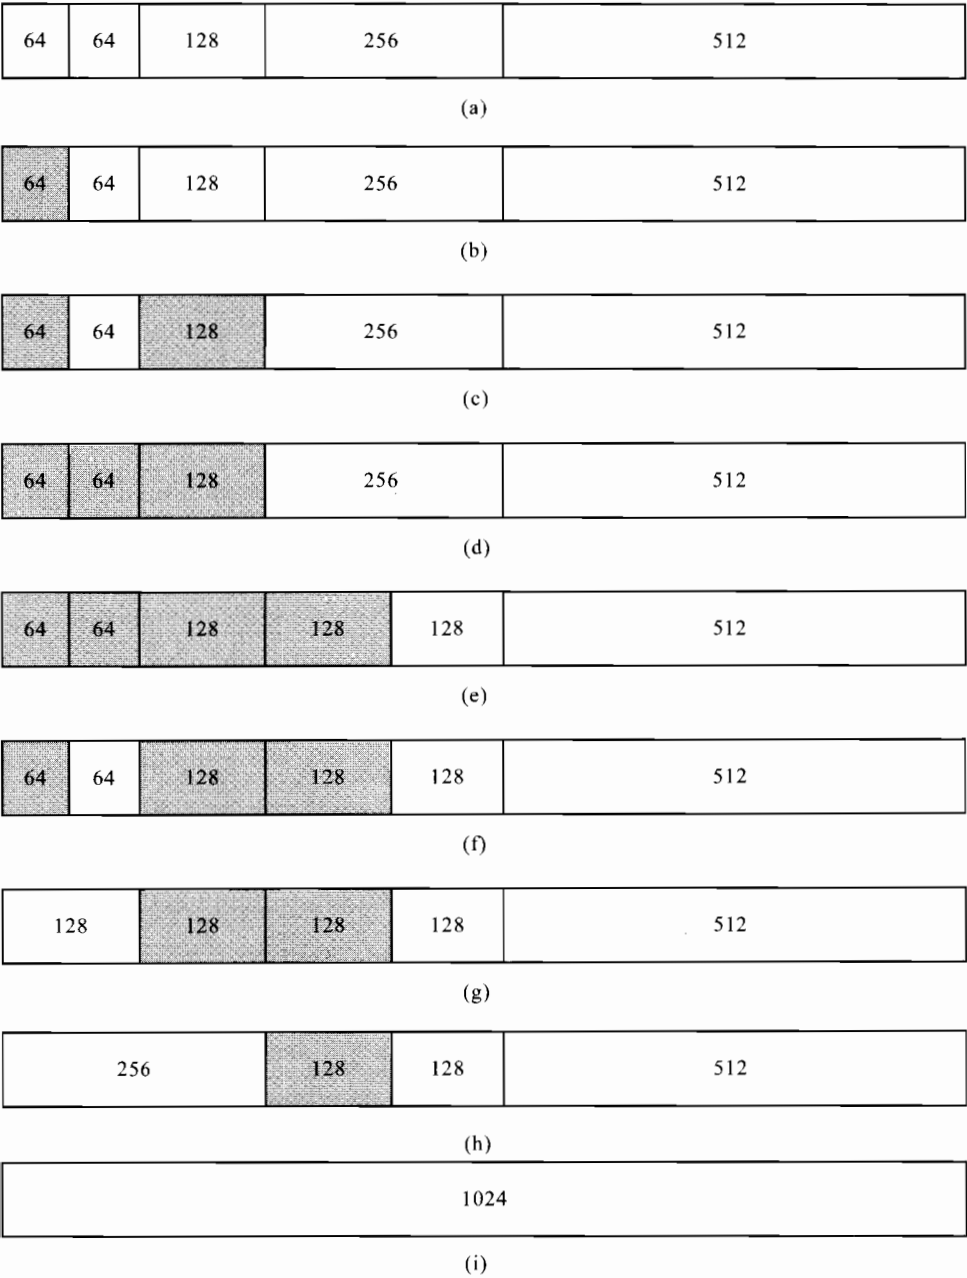 64 64 128 256 512
(a)
64 64 128 256 512
(b)
64 64 128 256 512
(c)
64 64 128 256 512
(d)
64 64 128 128 128 512
(e)
64 64 128 128 128 512
(f)
128 128 128 128 512
(g)
256 128 128 512
(h)
1024
(i)